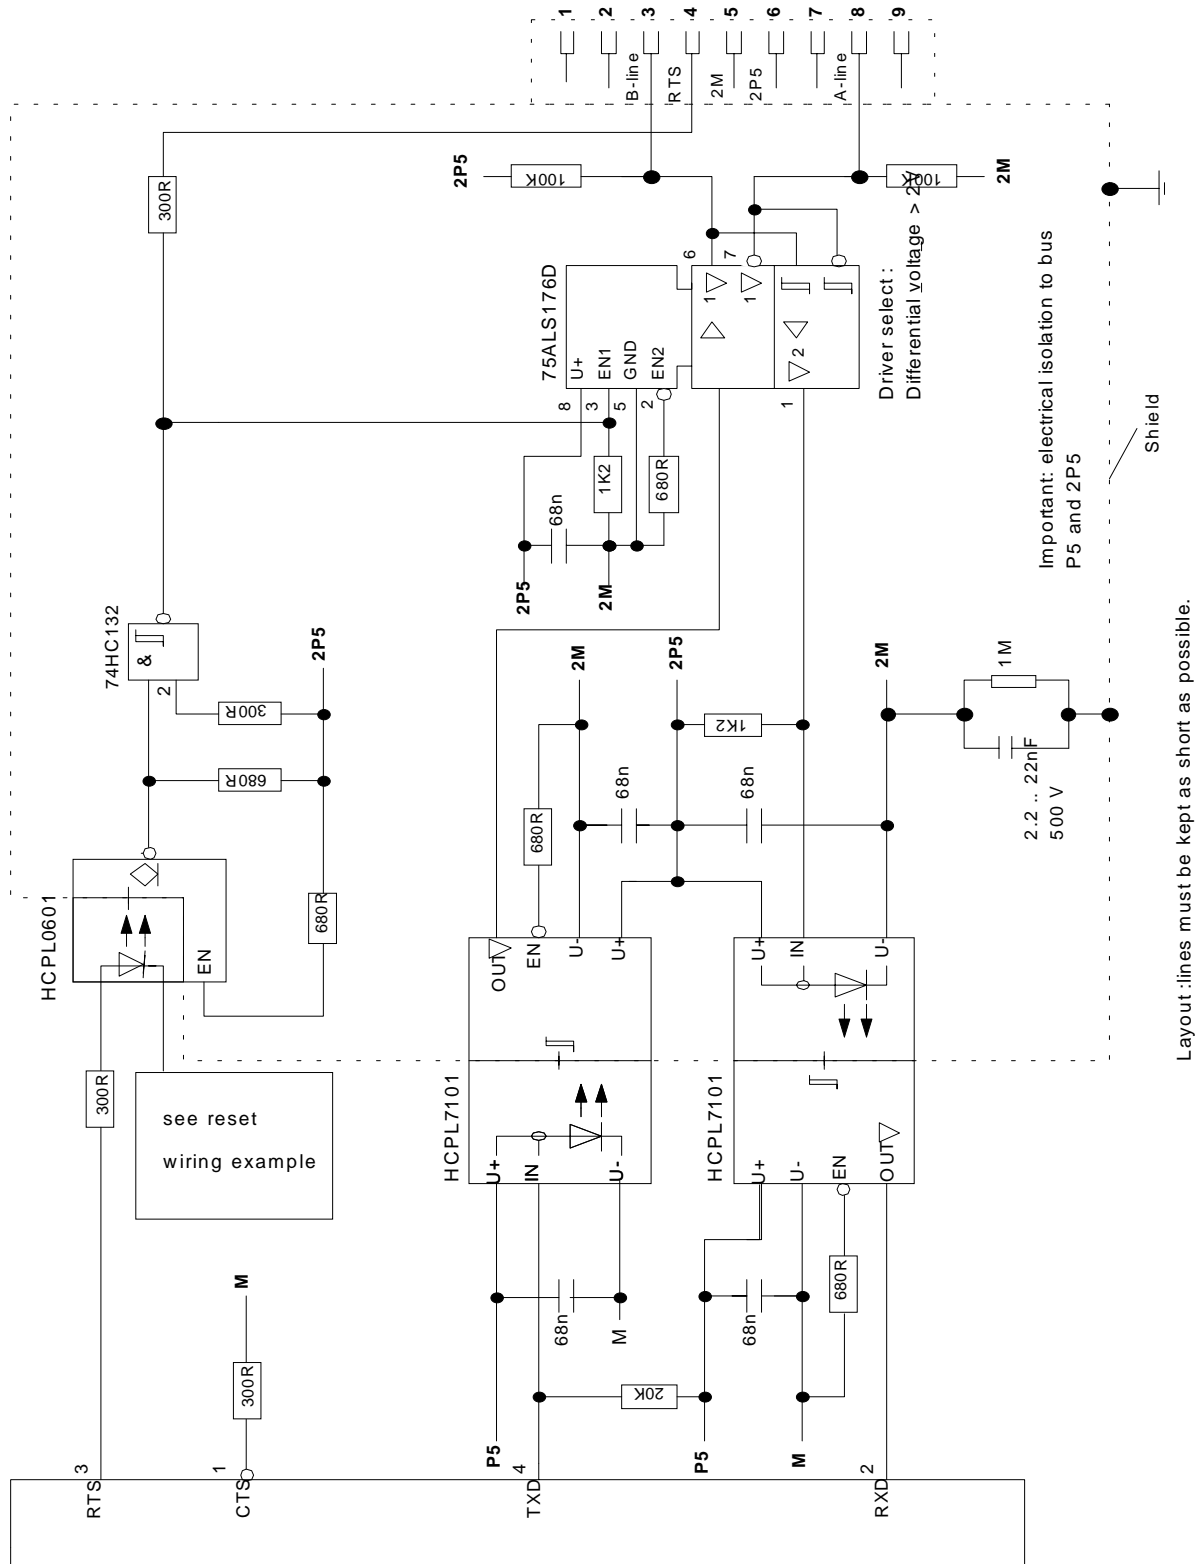 1
2
3
4
5
6
7
8
9
B-line
RTS
2M
2P5
A-line
300R
2P5
100K
100K
2M
75ALS176D
U+
EN1
GND
EN2
8
3
5
2
6
7
1
1
1
2
Driver select :
Differential voltage > 2V
Important: electrical isolation to bus
P5 and 2P5
Shield
1K2
680R
68n
2P5
2M
74HC132
&
2
2P5
300R
680R
680R
HCPL0601
EN
2M
2P5
2M
1K2
68n
68n
680R
1M
2.2 .. 22nF
500 V
Layout :lines must be kept as short as possible.
OUT
EN
U-
U+
U+
IN
U-
HCPL7101
HCPL7101
U+
IN
U-
U+
U-
EN
OUT
300R
see reset
wiring example
M
300R
68n
M
68n
680R
20K
P5
P5
M
RTS
3
CTS
1
TXD
4
RXD
2